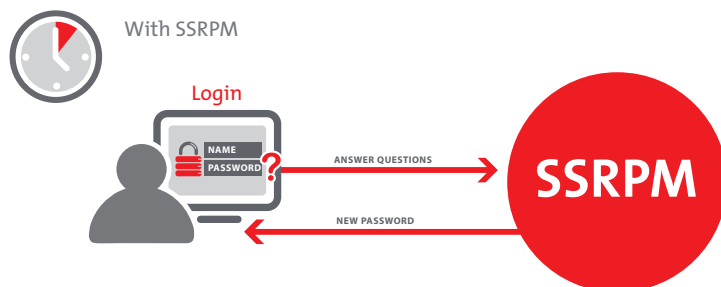 With SSRPM
Login
NAME
PASSWORD
?
ANSWER QUESTIONS
SSRPM
NEW PASSWORD